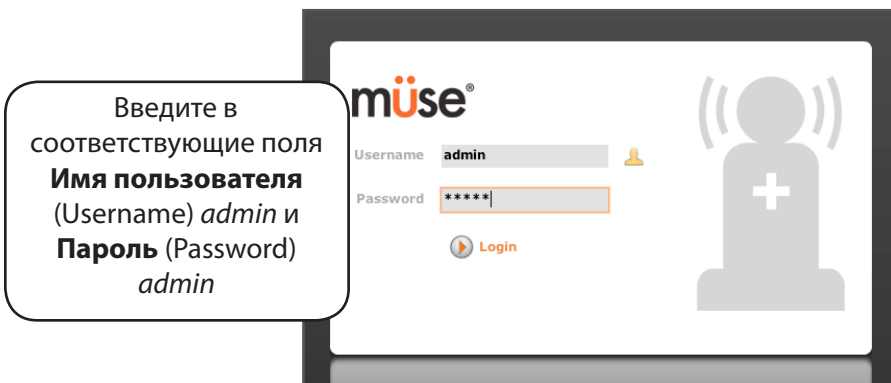 Введите в
соответствующие поля
Имя пользователя
(Username) admin и
Пароль (Password)
admin
müse®
Username admin
Password *****
Login